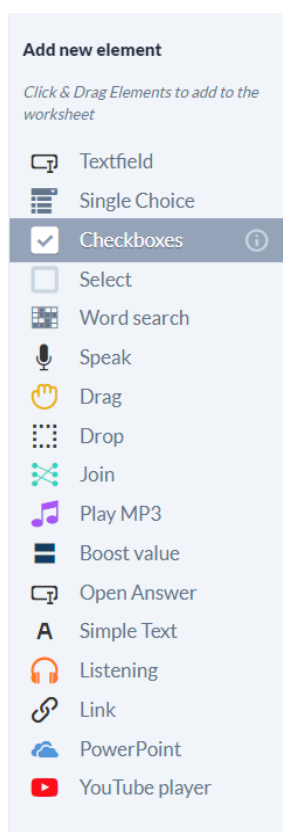 Add new element
Click & Drag Elements to add to the
worksheet
Textfield
Single Choice
Checkboxes
Select
Word search
Speak
Drag
Drop
Join
Play MP3
Boost value
Open Answer
A Simple Text
Listening
Link
PowerPoint
YouTube player